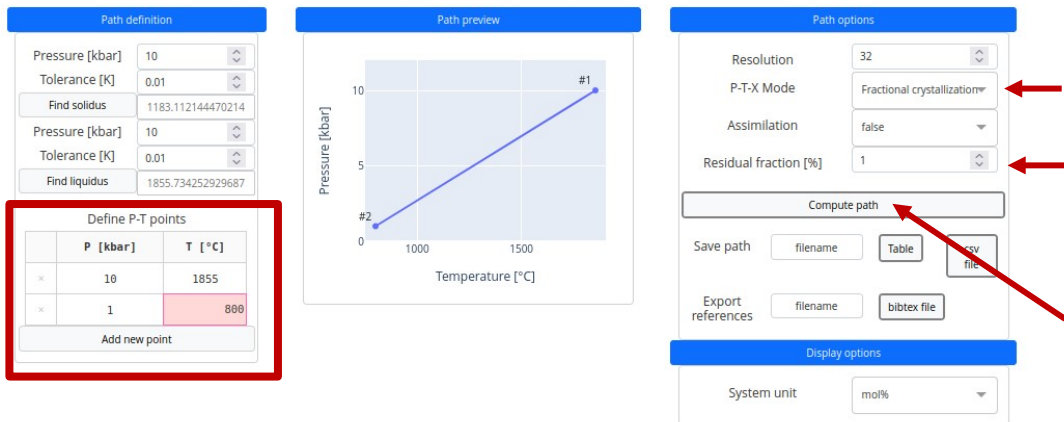 Path definition
Pressure [kbar] 10
Tolerance [K] 0.01
Find solidus 1183.112144470214
Pressure [kbar] 10
Tolerance [K] 0.01
Find liquidus 1855.734252929687
Define P-T points
P [kbar] T [°C]
× 10 1855
× 1 800
Add new point
Path preview
#1
#2
10
5
0
1000 1500
Pressure [kbar]
Temperature [°C]
Path options
Resolution 32
P-T-X Mode Fractional crystallization
Assimilation false
Residual fraction [%] 1
Compute path
Save path filename Table csv
file
Export
references filename bibtex file
Display options
System unit mol%